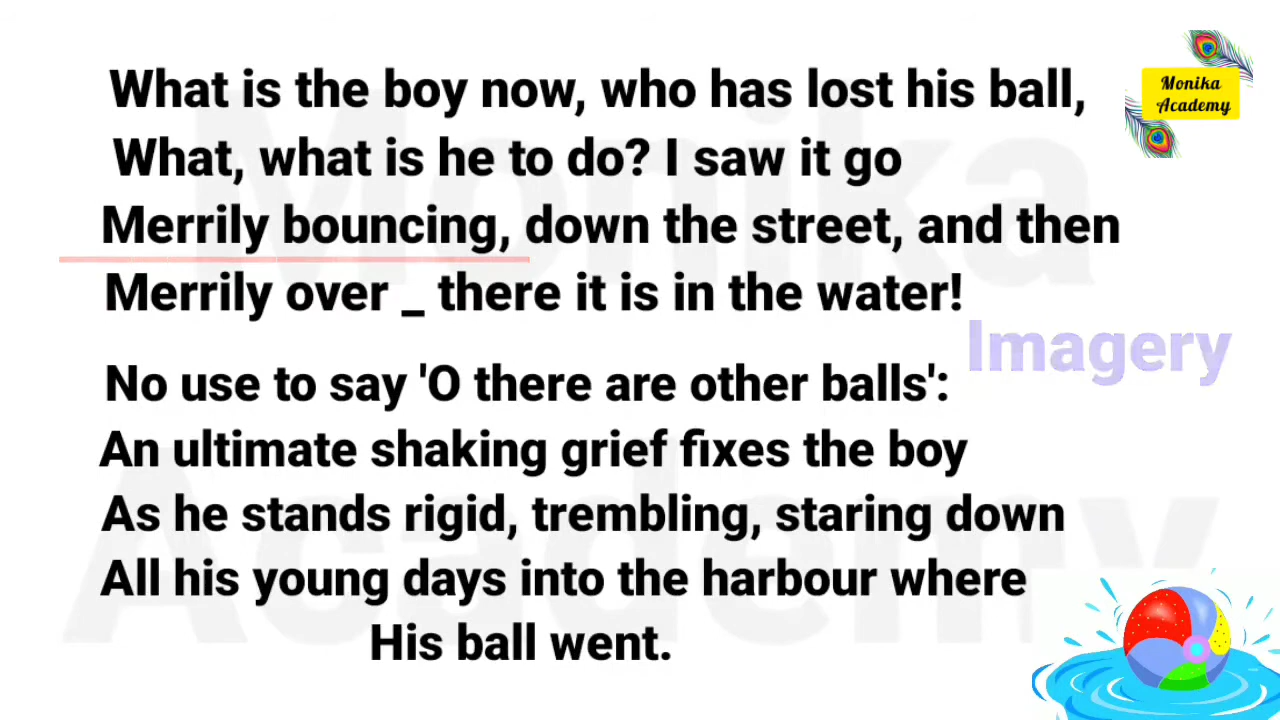 What is the boy now, who has lost his ball,
What, what is he to do? I saw it go
Merrily bouncing, down the street, and then
Merrily over _ there it is in the water!
Imagery
No use to say 'O there are other balls':
An ultimate shaking grief fixes the boy
As he stands rigid, trembling, staring down
All his young days into the harbour where
His ball went.
Monika
Academy
Monika
Academy